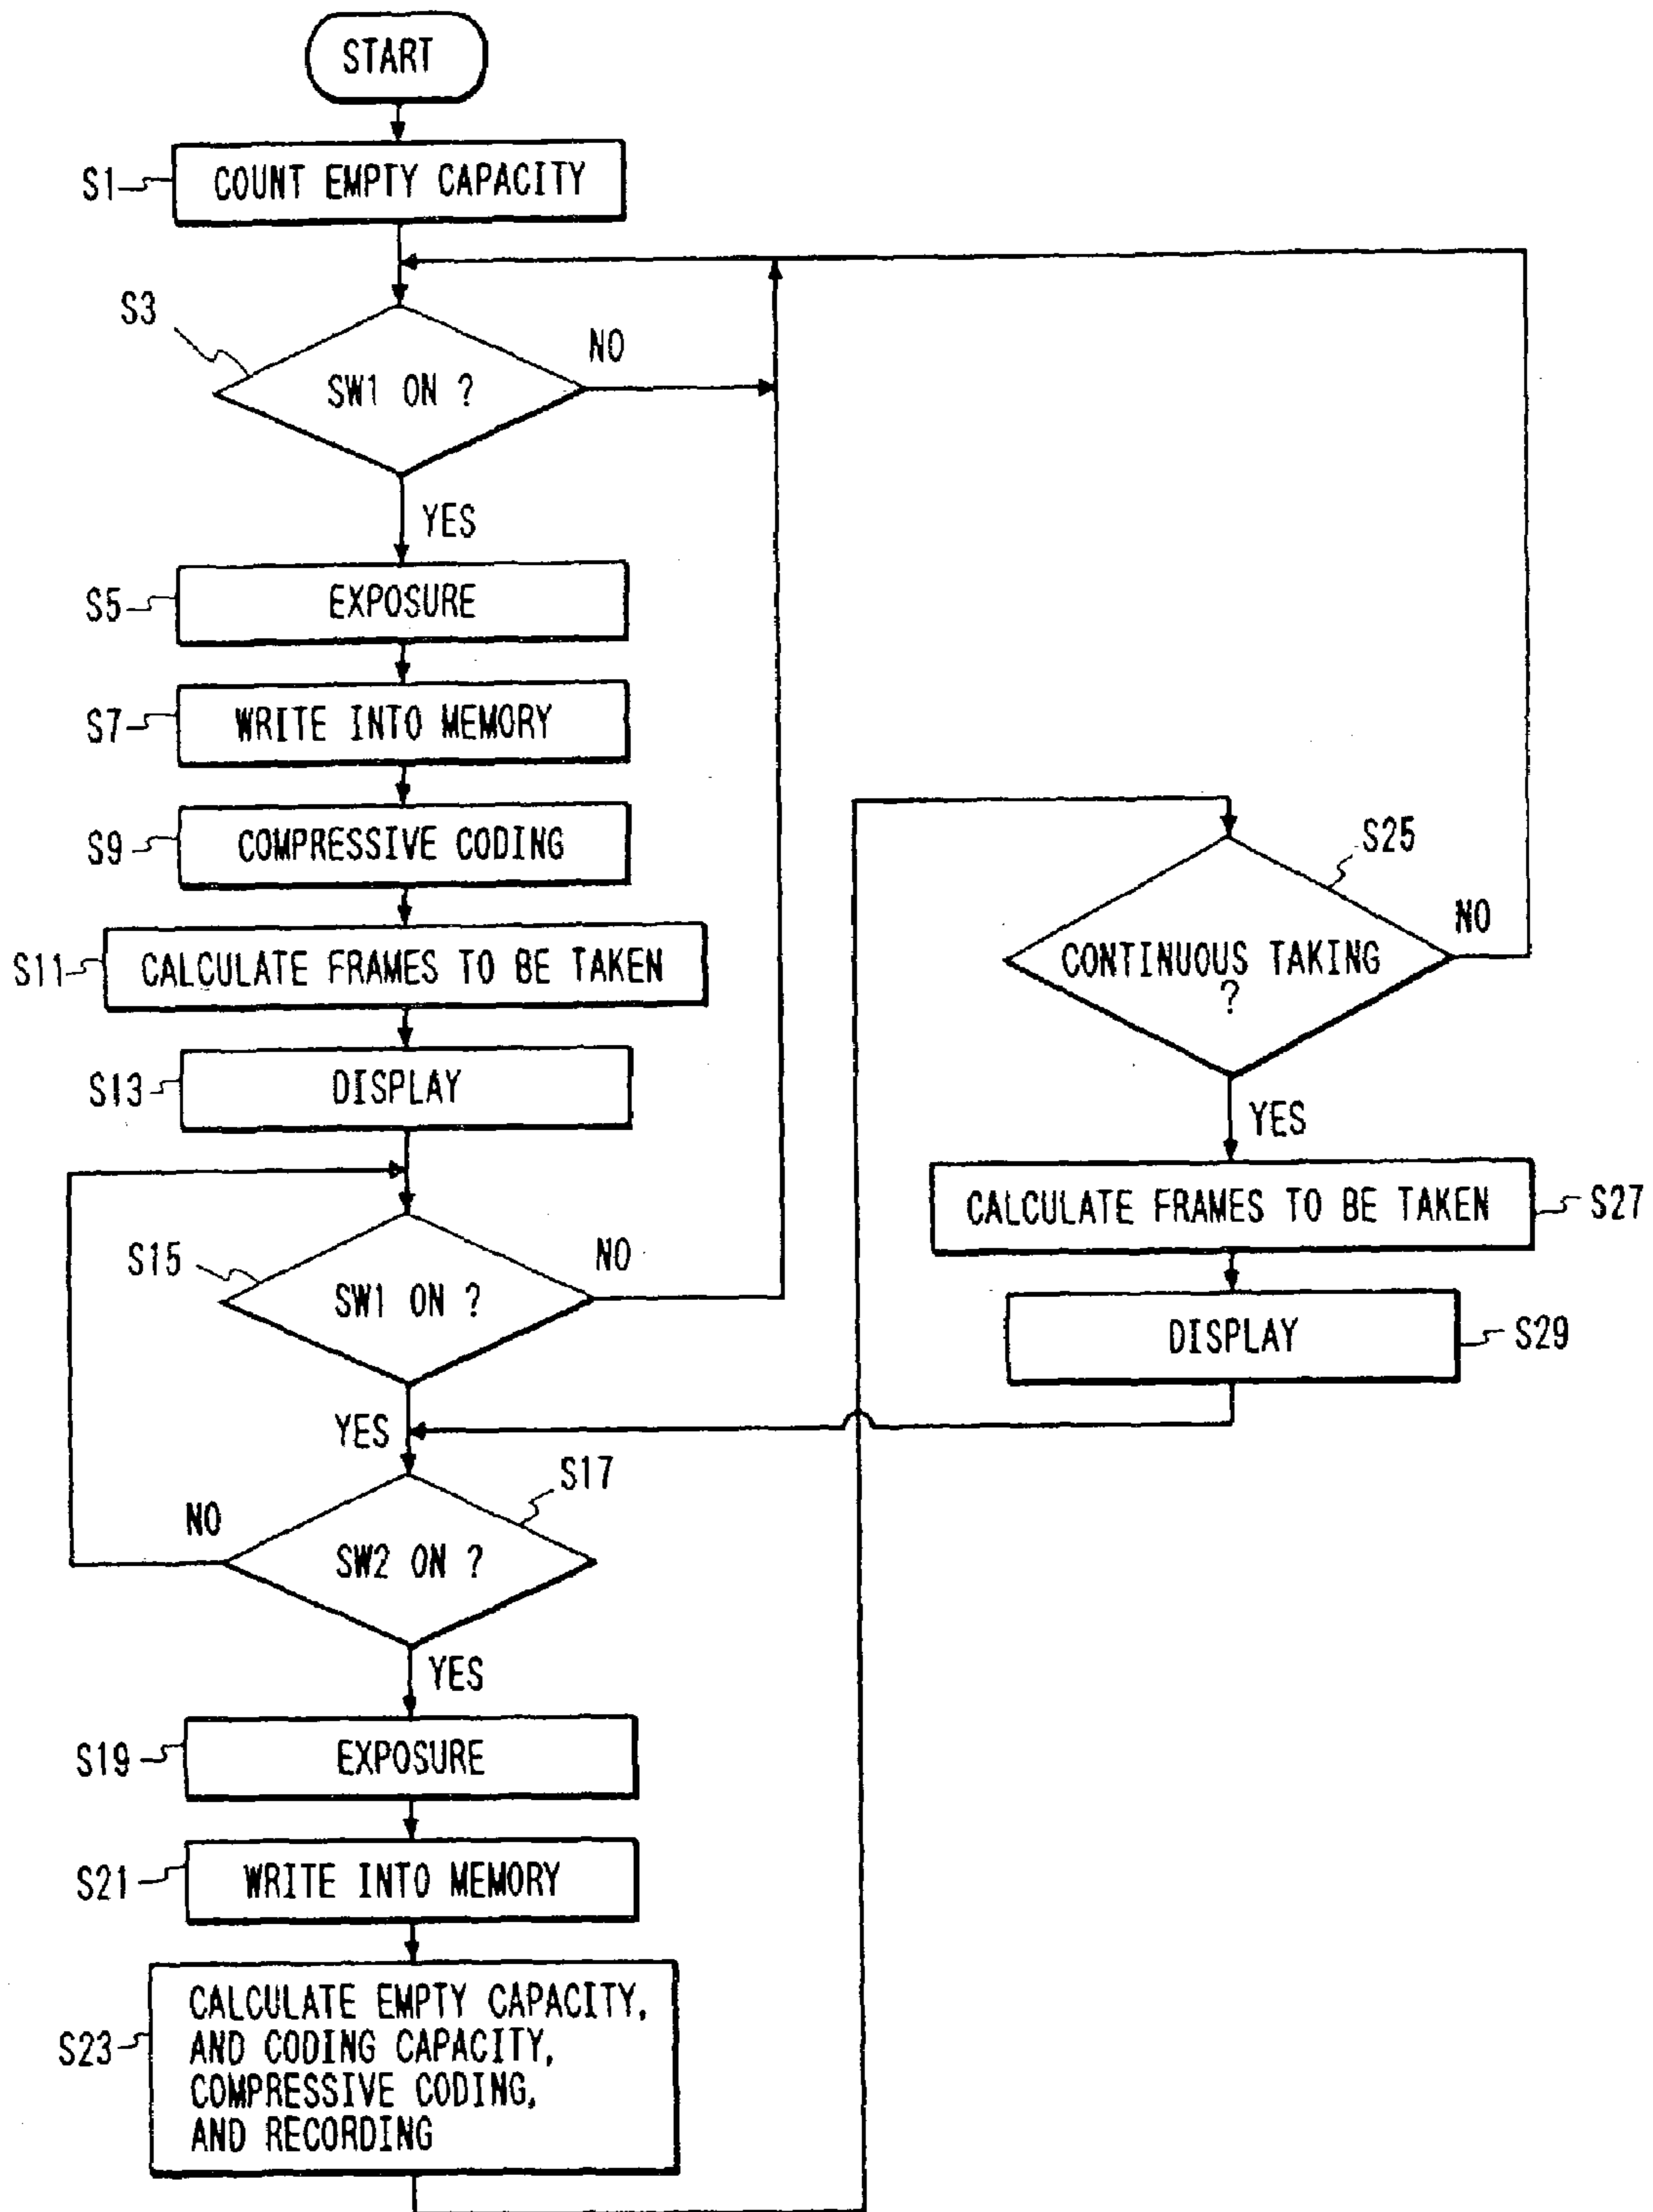 START
S1
COUNT EMPTY CAPACITY
S3
SW1 ON ?
NO
YES
S5
EXPOSURE
S7
WRITE INTO MEMORY
S9
COMPRESSIVE CODING
S11
CALCULATE FRAMES TO BE TAKEN
S13
DISPLAY
S15
SW1 ON ?
NO
YES
S17
SW2 ON ?
NO
YES
S19
EXPOSURE
S21
WRITE INTO MEMORY
S23
CALCULATE EMPTY CAPACITY,
AND CODING CAPACITY,
COMPRESSIVE CODING,
AND RECORDING
S25
CONTINUOUS TAKING
?
NO
YES
CALCULATE FRAMES TO BE TAKEN
S27
DISPLAY
S29